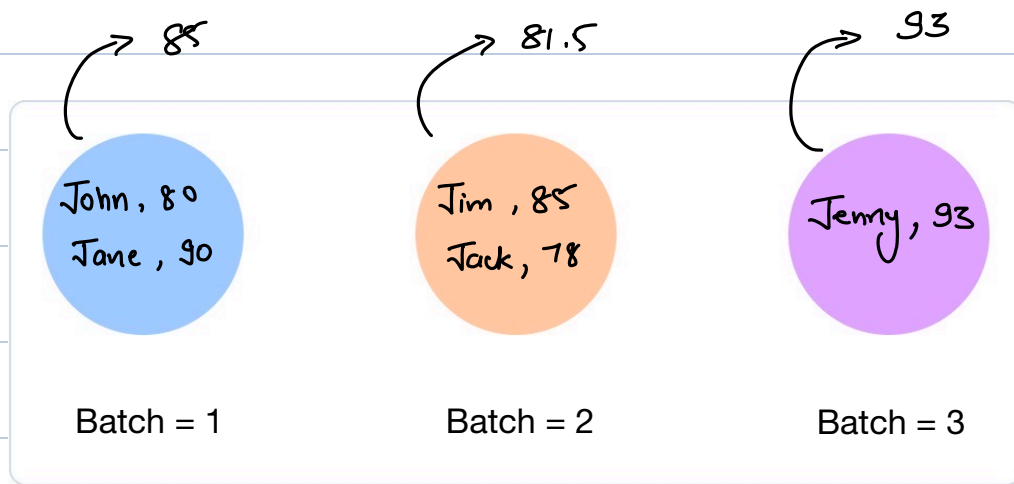 85
81.5
93
John, 80
Jane, 90
Jim, 85
Jack, 78
Jenny, 93
Batch = 1
Batch = 2
Batch = 3